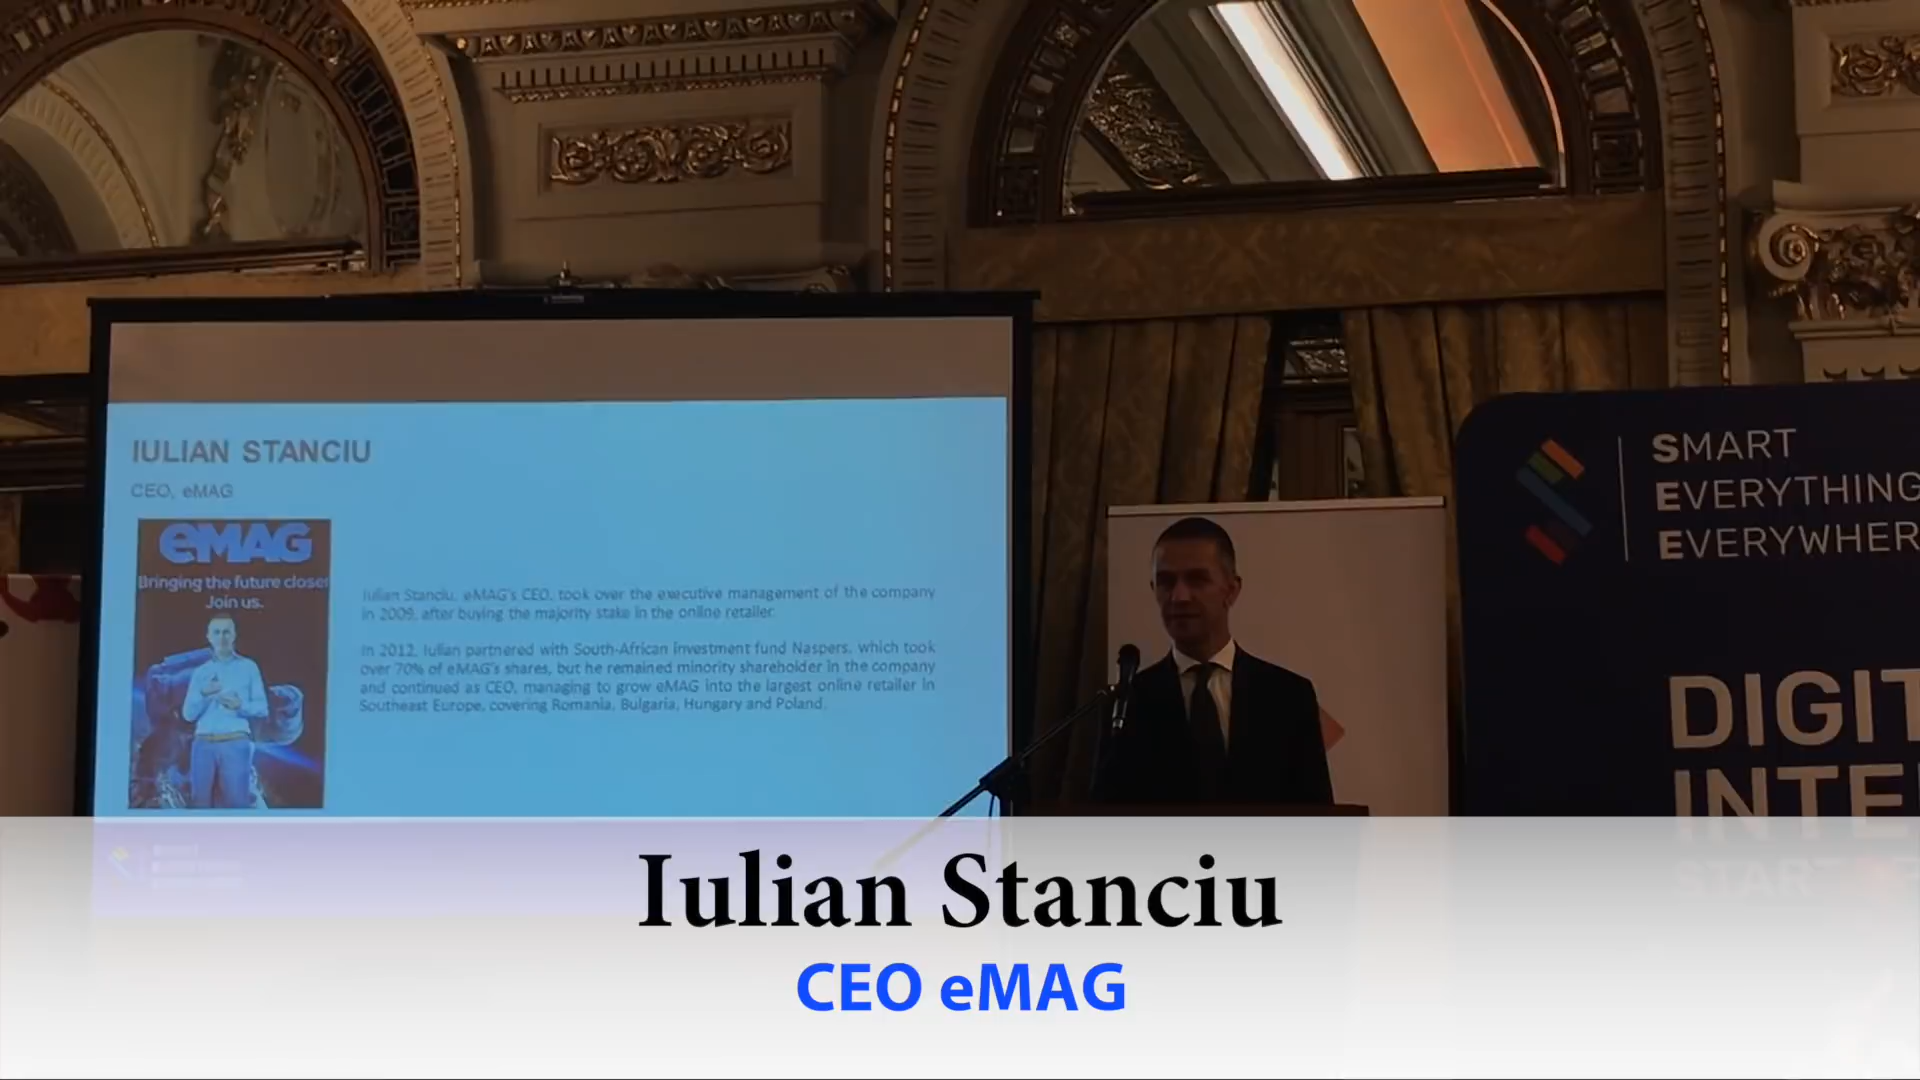 IULIAN STANCIU
CEO, eMAG
eMAG
Bringing the future closer
Join us.
Iulian Stanciu, eMAG's CEO, took over the executive management of the company
in 2009, after buying the majority stake in the online retailer.
In 2012, Iulian partnered with South-African investment fund Naspers, which took
over 70% of eMAG's shares, but he remained minority shareholder in the company
and continued as CEO, managing to grow eMAG into the largest online retailer in
Southeast Europe, covering Romania, Bulgaria, Hungary and Poland.
SMART
EVERYTHING
EVERYWHER
DIGIT
INTE
Iulian Stanciu
CEO eMAG